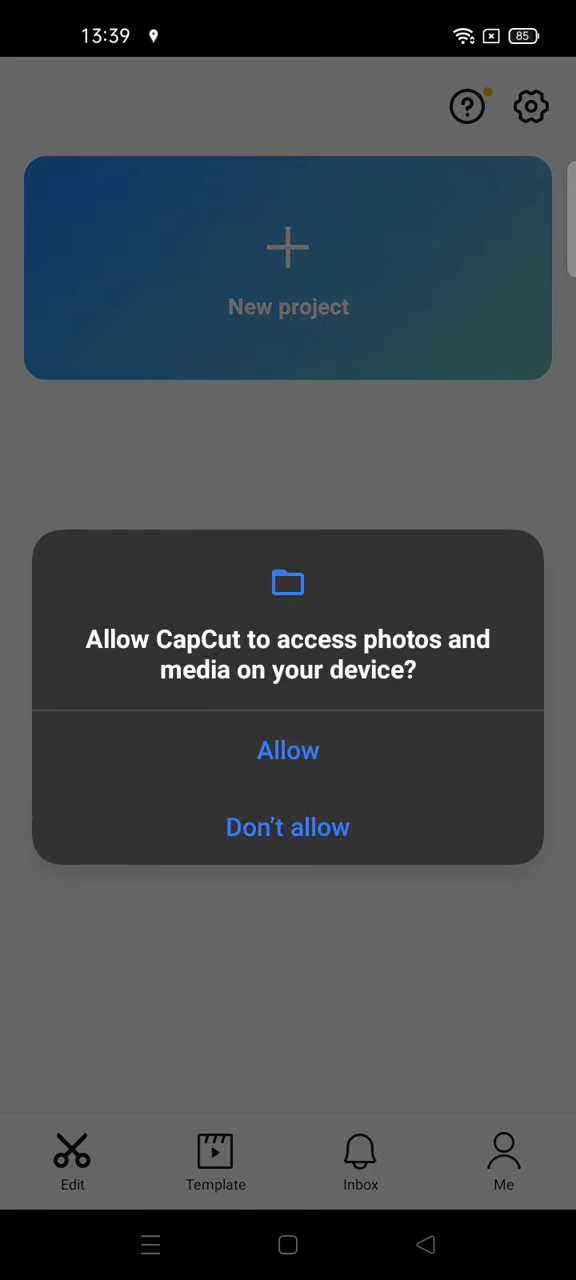 13:39
85
New project
Allow CapCut to access photos and
media on your device?
Allow
Don’t allow
Edit
Template
Inbox
Me